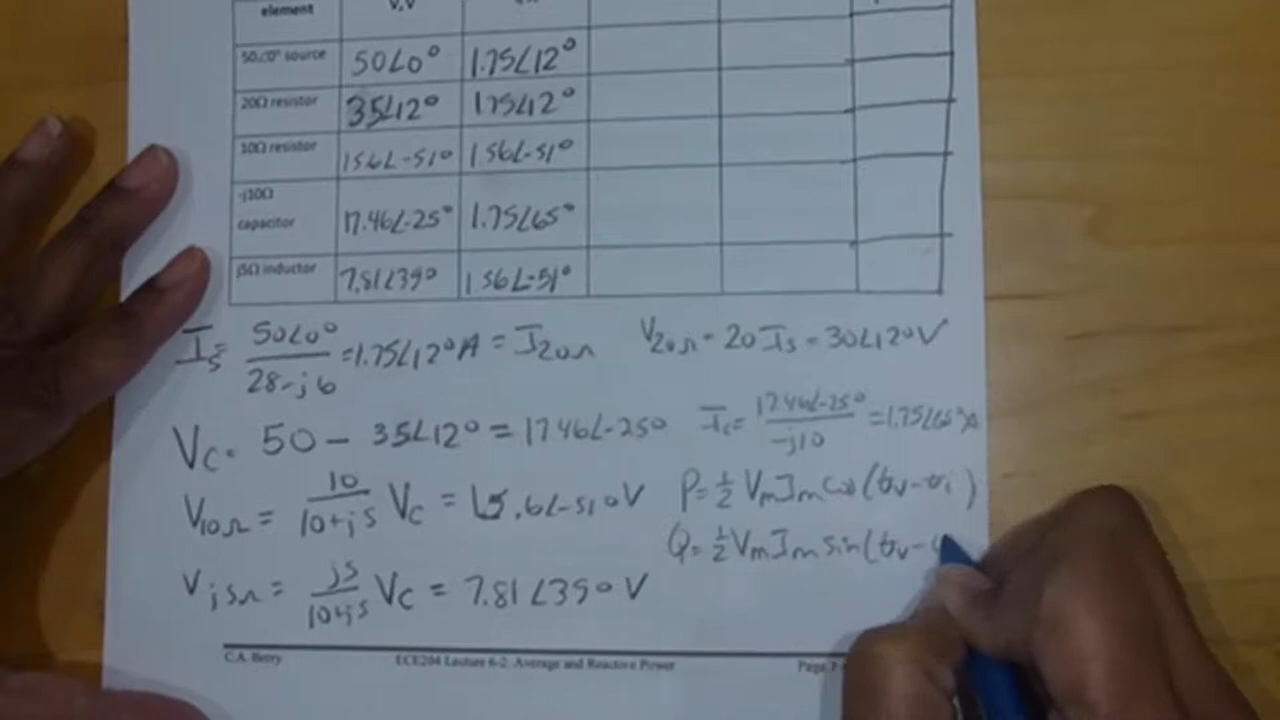 element V,V
50∠0° source 50∠0° 1.75∠12°
20Ω resistor 35∠12° 1.75∠12°
10Ω resistor 15.6∠-51° 1.56∠-51°
-j10Ω
capacitor 17.46∠-25° 1.75∠65°
j5Ω inductor 7.81∠39° 1.56∠-51°
I_s = 50∠0° / 28-j6 = 1.75∠12° A = I_20Ω V_20Ω = 20 I_s = 30∠12° V
V_C = 50 - 35∠12° = 17.46∠-25° I_C = 17.46∠-25° / -j10 = 1.75∠65° A
V_10Ω = 10 / 10+j5 V_C = 15.6∠-51° V P = 1/2 V_m I_m cos(θv-θi)
V_j5Ω = j5 / 10+j5 V_C = 7.81∠39° V Q = 1/2 V_m I_m sin(θv-
C.A. Berry ECE204 Lecture 6-2: Average and Reactive Power Page